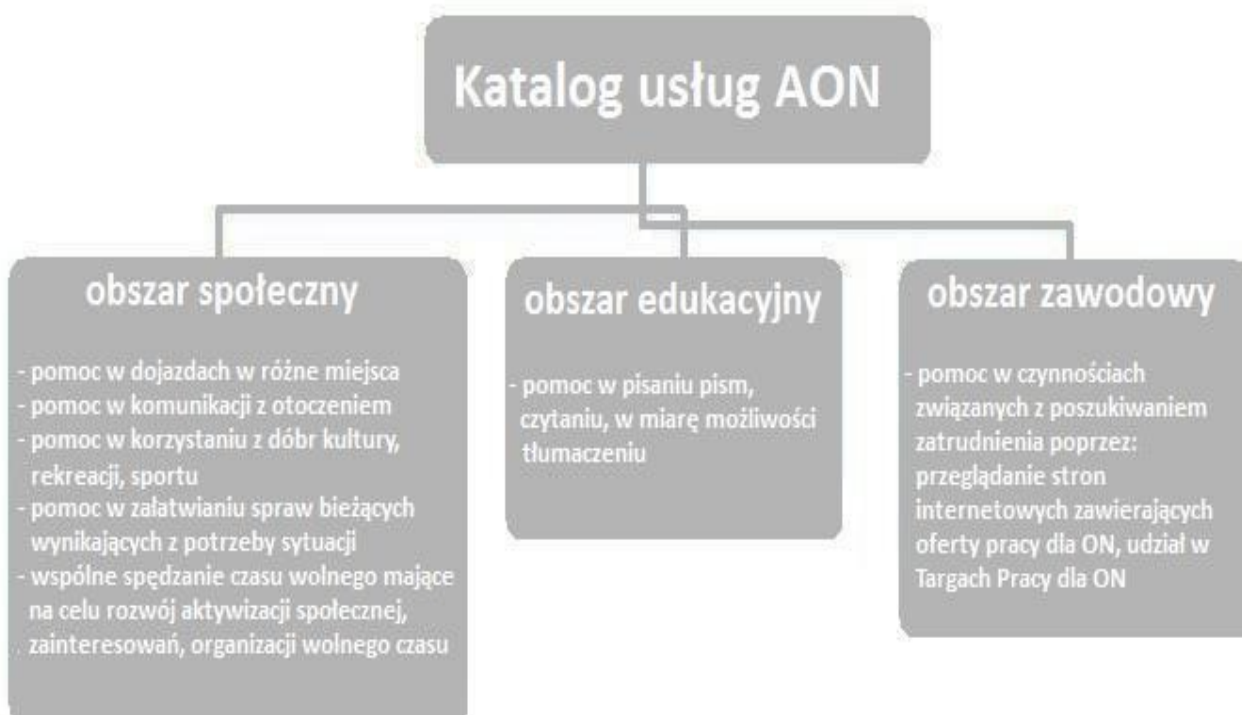 Katalog usług AON
obszar społeczny
- pomoc w dojazdach w różne miejsca
- pomoc w komunikacji z otoczeniem
- pomoc w korzystaniu z dóbr kultury,
rekreacji, sportu
- pomoc w załatwianiu spraw bieżących
wynikających z potrzeby sytuacji
- wspólne spędzanie czasu wolnego mające
na celu rozwój aktywizacji społecznej,
. zainteresowań, organizacji wolnego czasu
obszar edukacyjny
- pomoc w pisaniu pism,
czytaniu, w miarę możliwości
tłumaczeniu
obszar zawodowy
- pomoc w czynnościach
związanych z poszukiwaniem
zatrudnienia poprzez:
przeglądanie stron
internetowych zawierających
oferty pracy dla ON, udział w
Targach Pracy dla ON